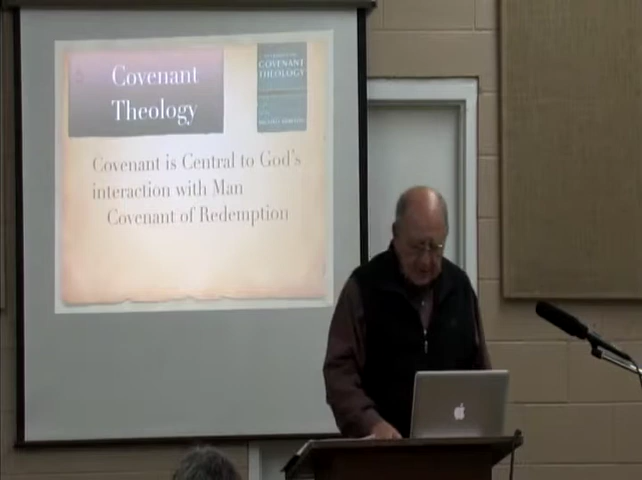 Covenant
Theology
COVENANT
THEOLOGY
Covenant is Central to God's
interaction with Man
Covenant of Redemption